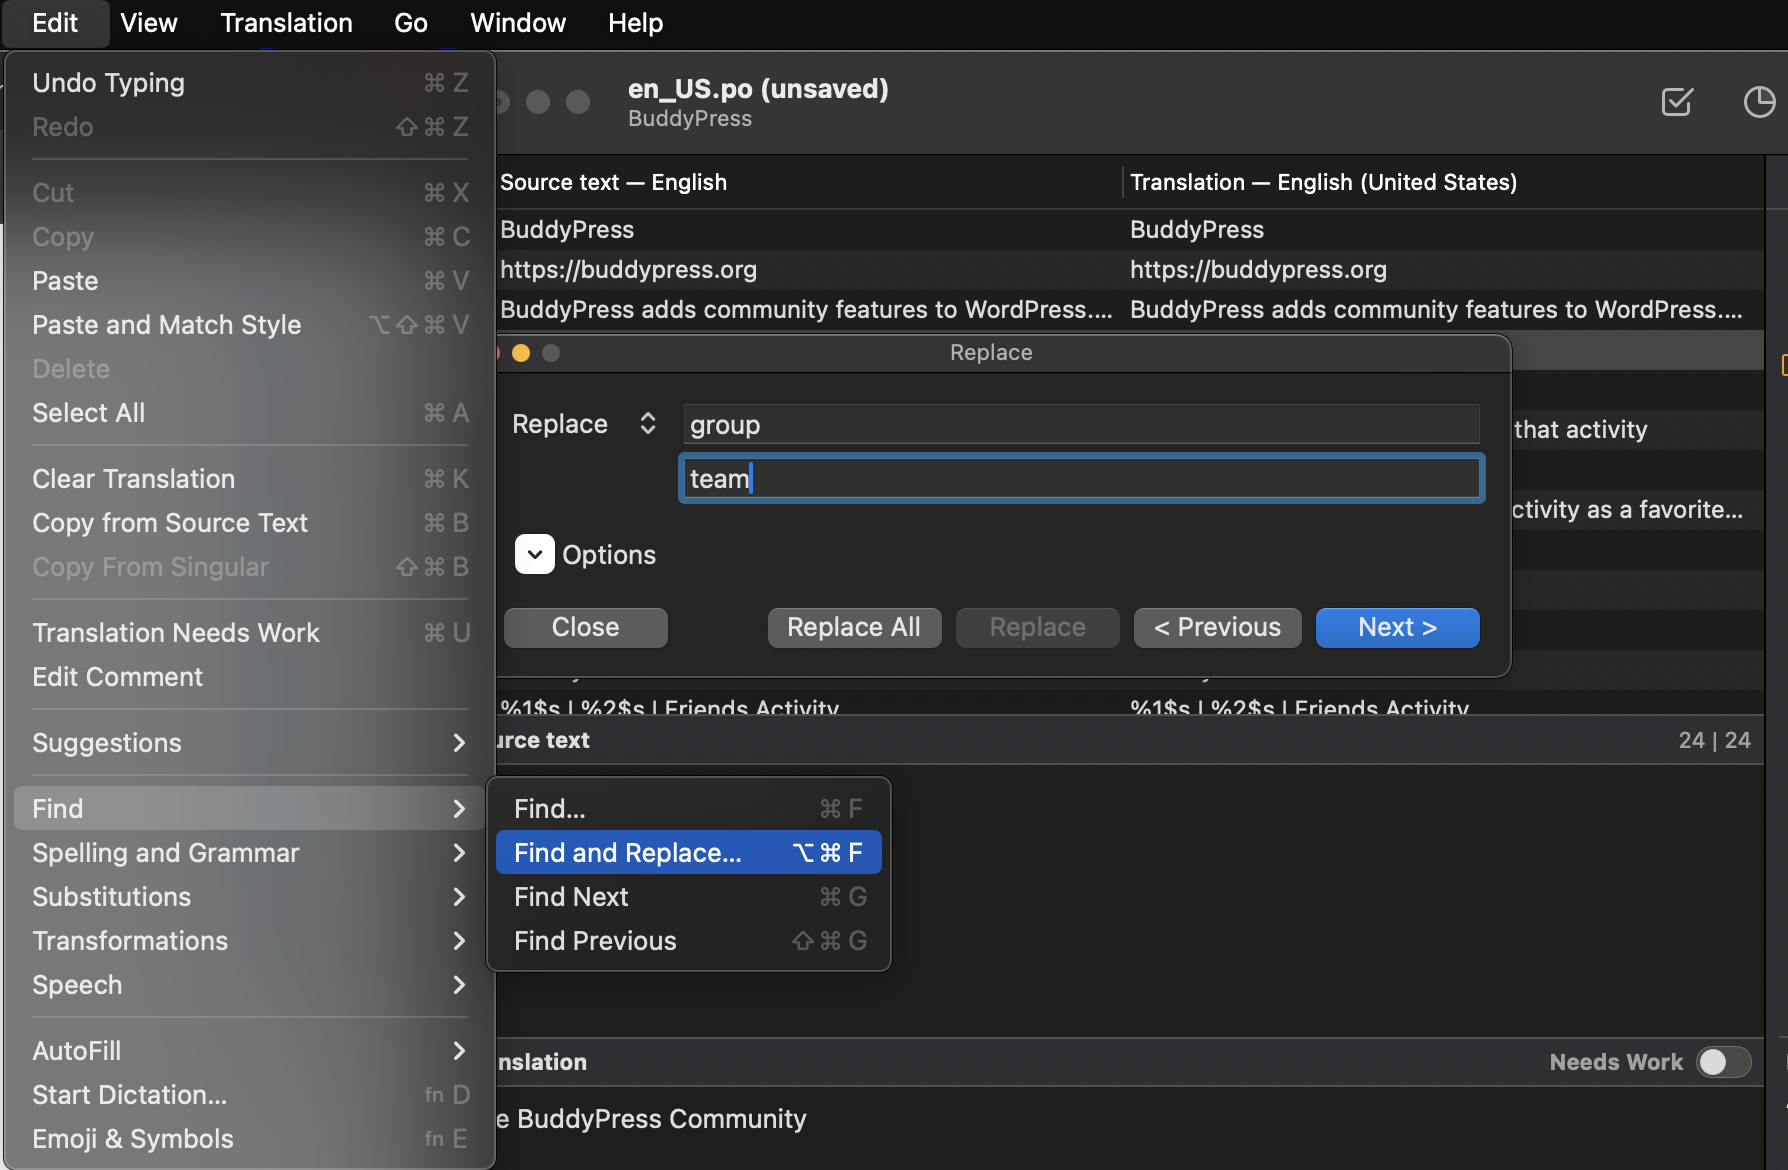 Edit View Translation Go Window Help
Undo Typing ⌘ Z
Redo ⇧ ⌘ Z
Cut ⌘ X
Copy ⌘ C
Paste ⌘ V
Paste and Match Style ⌥ ⇧ ⌘ V
Delete
Select All ⌘ A
Clear Translation ⌘ K
Copy from Source Text ⌘ B
Copy From Singular ⇧ ⌘ B
Translation Needs Work ⌘ U
Edit Comment
Suggestions
Find
Spelling and Grammar
Substitutions
Transformations
Speech
AutoFill
Start Dictation... fn D
Emoji & Symbols fn E
Find... ⌘ F
Find and Replace... ⌥ ⌘ F
Find Next ⌘ G
Find Previous ⇧ ⌘ G
en_US.po (unsaved)
BuddyPress
Source text — English Translation — English (United States)
BuddyPress BuddyPress
https://buddypress.org https://buddypress.org
BuddyPress adds community features to WordPress.... BuddyPress adds community features to WordPress....
Replace
Replace group
team
Options
Close Replace All Replace < Previous Next >
that activity
ctivity as a favorite...
%1$s | %2$s | Friends Activity %1$s | %2$s | Friends Activity
urce text 24 | 24
nslation Needs Work
e BuddyPress Community